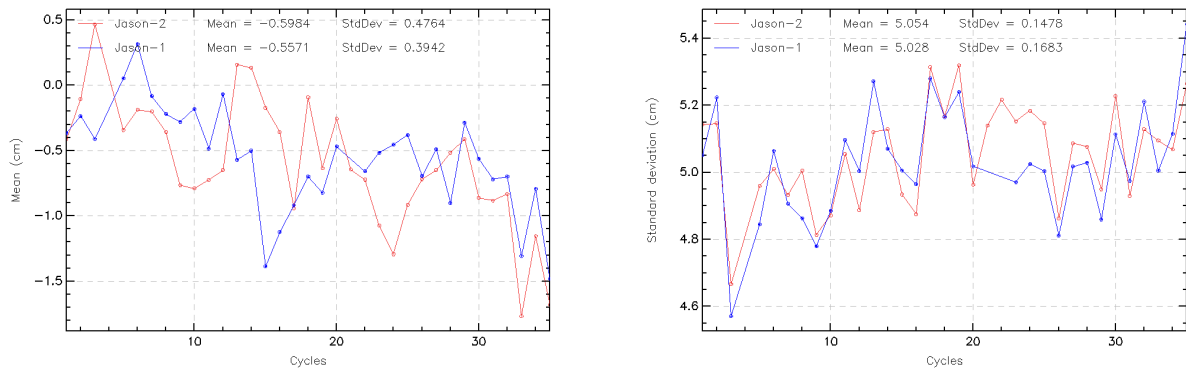 Jason-2 Mean = -0.5984 StdDev = 0.4764
Jason-1 Mean = -0.5571 StdDev = 0.3942
0.5
0.0
-0.5
-1.0
-1.5
Mean (cm)
10 20 30
Cycles
Jason-2 Mean = 5.054 StdDev = 0.1478
Jason-1 Mean = 5.028 StdDev = 0.1683
5.4
5.2
5.0
4.8
4.6
Standard deviation (cm)
10 20 30
Cycles